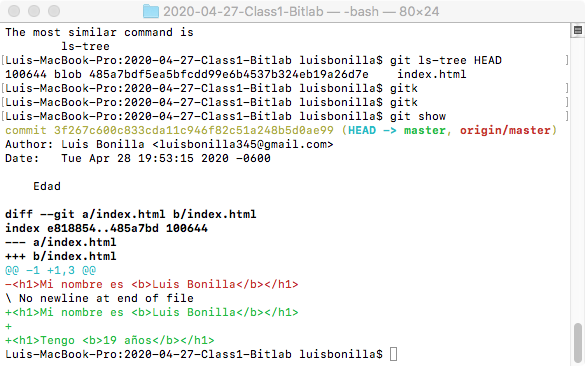 2020-04-27-Class1-Bitlab — -bash — 80×24
The most similar command is
ls-tree
[Luis-MacBook-Pro:2020-04-27-Class1-Bitlab luisbonilla$ git ls-tree HEAD ]
100644 blob 485a7bdf5ea5bfcdd99e6b4537b324eb19a26d7e index.html
[Luis-MacBook-Pro:2020-04-27-Class1-Bitlab luisbonilla$ gitk ]
[Luis-MacBook-Pro:2020-04-27-Class1-Bitlab luisbonilla$ gitk ]
[Luis-MacBook-Pro:2020-04-27-Class1-Bitlab luisbonilla$ git show ]
commit 3f267c600c833cda11c946f82c51a248b5d0ae99 (HEAD -> master, origin/master)
Author: Luis Bonilla <luisbonilla345@gmail.com>
Date: Tue Apr 28 19:53:15 2020 -0600
Edad
diff --git a/index.html b/index.html
index e818854..485a7bd 100644
--- a/index.html
+++ b/index.html
@@ -1 +1,3 @@
-<h1>Mi nombre es <b>Luis Bonilla</b></h1>
\ No newline at end of file
+<h1>Mi nombre es <b>Luis Bonilla</b></h1>
+
+<h1>Tengo <b>19 años</b></h1>
Luis-MacBook-Pro:2020-04-27-Class1-Bitlab luisbonilla$